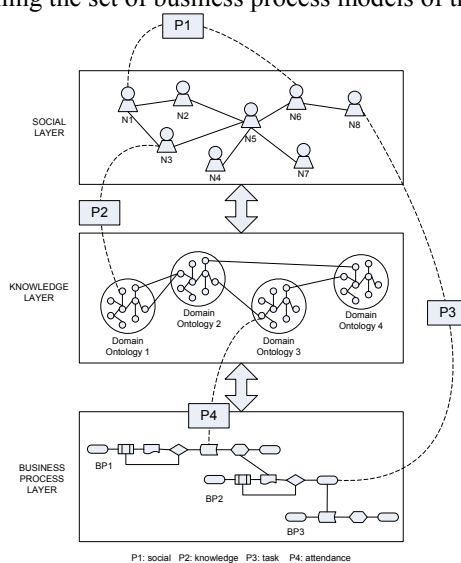 ning the set of business process models of th
P1
SOCIAL
LAYER
N1
N2
N3
N4
N5
N6
N7
N8
P2
KNOWLEDGE
LAYER
Domain
Ontology 1
Domain
Ontology 2
Domain
Ontology 3
Domain
Ontology 4
P3
P4
BUSINESS
PROCESS
LAYER
BP1
BP2
BP3
P1: social P2: knowledge P3: task P4: attendance